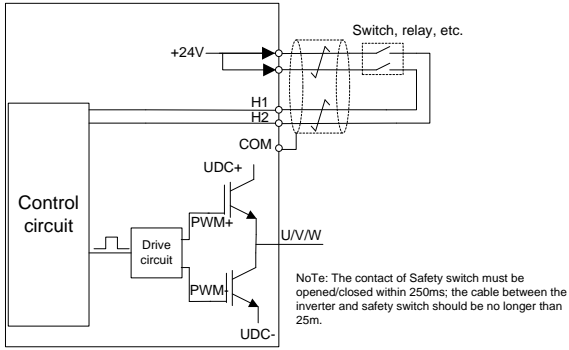 Switch, relay, etc.
+24V
H1
H2
COM
UDC+
Control
circuit
PWM+
U/V/W
Drive
circuit
PWM-
NoTe: The contact of Safety switch must be
opened/closed within 250ms; the cable between the
inverter and safety switch should be no longer than
25m.
UDC-